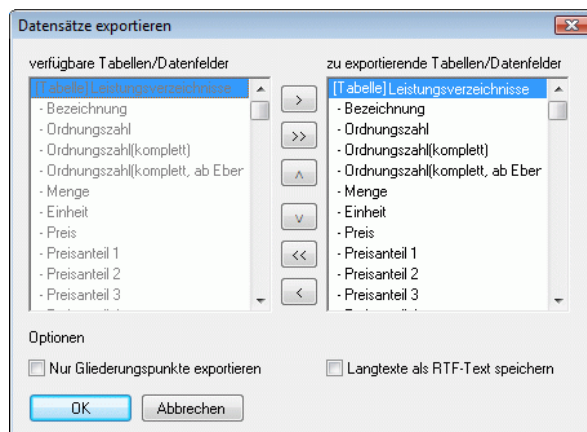 Datensätze exportieren
verfügbare Tabellen/Datenfelder
[Tabelle] Leistungsverzeichnisse
- Bezeichnung
- Ordnungszahl
- Ordnungszahl(komplett)
- Ordnungszahl(komplett, ab Eber
- Menge
- Einheit
- Preis
- Preisanteil 1
- Preisanteil 2
- Preisanteil 3
>
>>
<<
<
zu exportierende Tabellen/Datenfelder
[Tabelle] Leistungsverzeichnisse
- Bezeichnung
- Ordnungszahl
- Ordnungszahl(komplett)
- Ordnungszahl(komplett, ab Eber
- Menge
- Einheit
- Preis
- Preisanteil 1
- Preisanteil 2
- Preisanteil 3
Optionen
Nur Gliederungspunkte exportieren
Langtexte als RTF-Text speichern
OK
Abbrechen